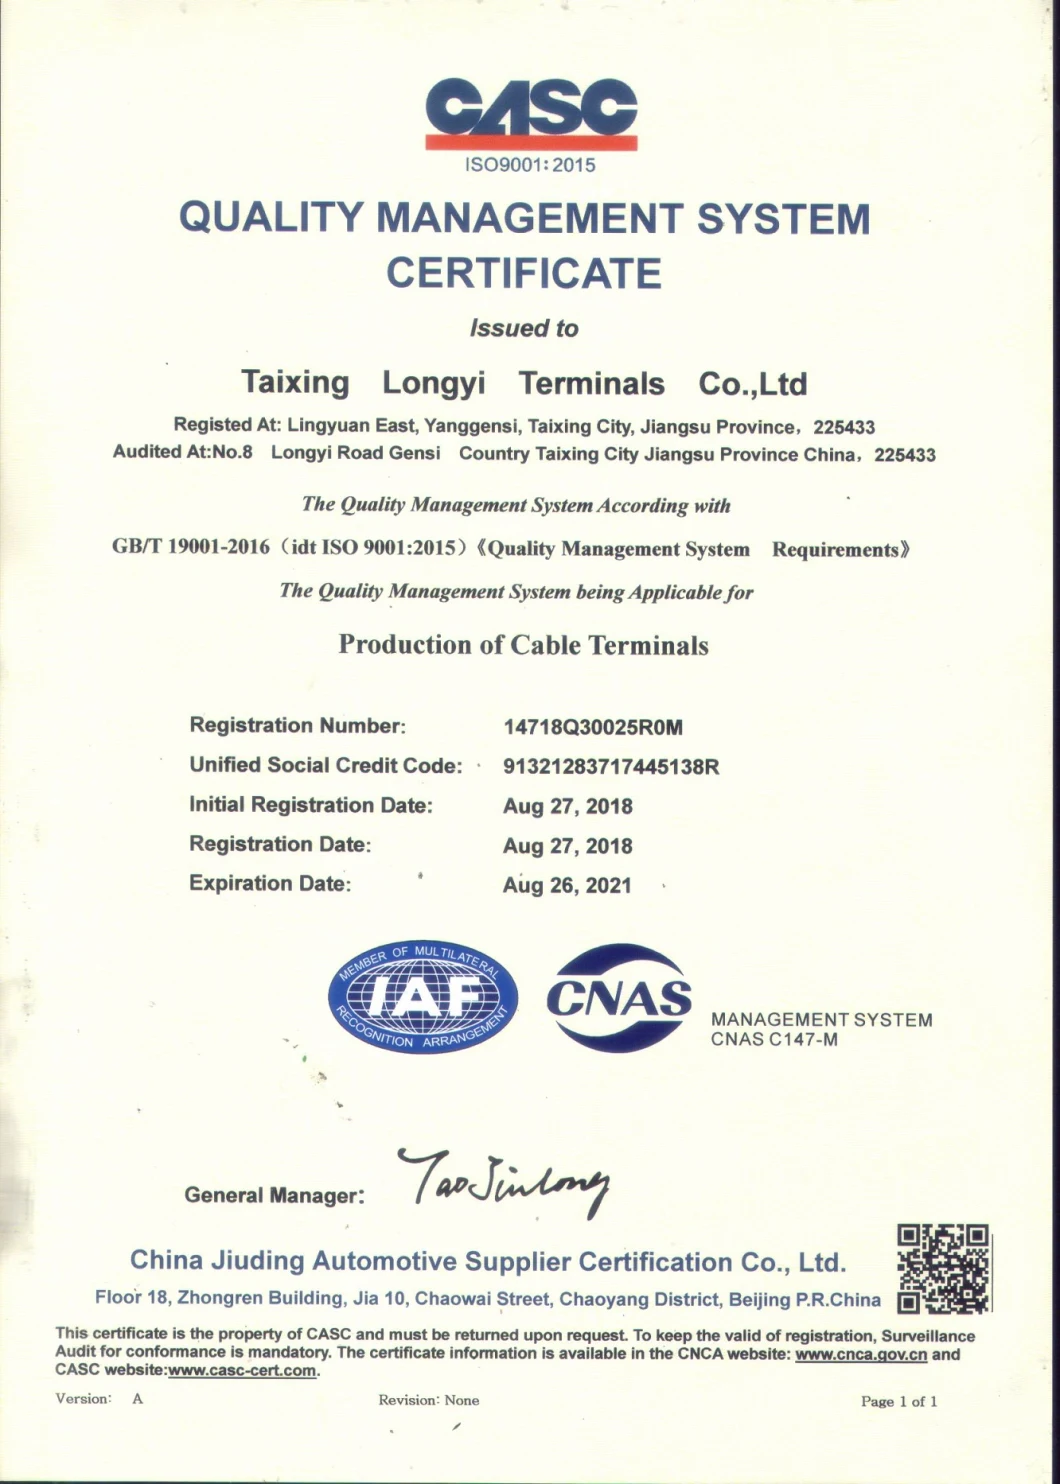 CASC
ISO9001:2015
QUALITY MANAGEMENT SYSTEM
CERTIFICATE
Issued to
Taixing Longyi Terminals Co.,Ltd
Registed At: Lingyuan East, Yanggensi, Taixing City, Jiangsu Province, 225433
Audited At:No.8 Longyi Road Gensi Country Taixing City Jiangsu Province China, 225433
The Quality Management System According with
GB/T 19001-2016（idt ISO 9001:2015）《Quality Management System Requirements》
The Quality Management System being Applicable for
Production of Cable Terminals
Registration Number: 14718Q30025R0M
Unified Social Credit Code: 91321283717445138R
Initial Registration Date: Aug 27, 2018
Registration Date: Aug 27, 2018
Expiration Date: Aug 26, 2021
MEMBER OF MULTILATERAL
IAF
RECOGNITION ARRANGEMENT
CNAS
MANAGEMENT SYSTEM
CNAS C147-M
General Manager: Yao Jinlong
China Jiuding Automotive Supplier Certification Co., Ltd.
Floor 18, Zhongren Building, Jia 10, Chaowai Street, Chaoyang District, Beijing P.R.China
This certificate is the property of CASC and must be returned upon request. To keep the valid of registration, Surveillance
Audit for conformance is mandatory. The certificate information is available in the CNCA website: www.cnca.gov.cn and
CASC website:www.casc-cert.com.
Version: A Revision: None Page 1 of 1